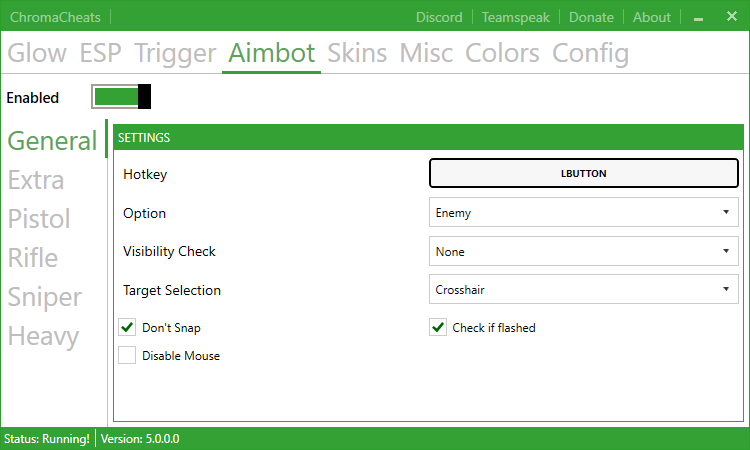 ChromaCheats Discord Teamspeak Donate About
Glow ESP Trigger Aimbot Skins Misc Colors Config
Enabled
General
Extra
Pistol
Rifle
Sniper
Heavy
SETTINGS
Hotkey LBUTTON
Option Enemy
Visibility Check None
Target Selection Crosshair
Don't Snap Check if flashed
Disable Mouse
Status: Running! Version: 5.0.0.0